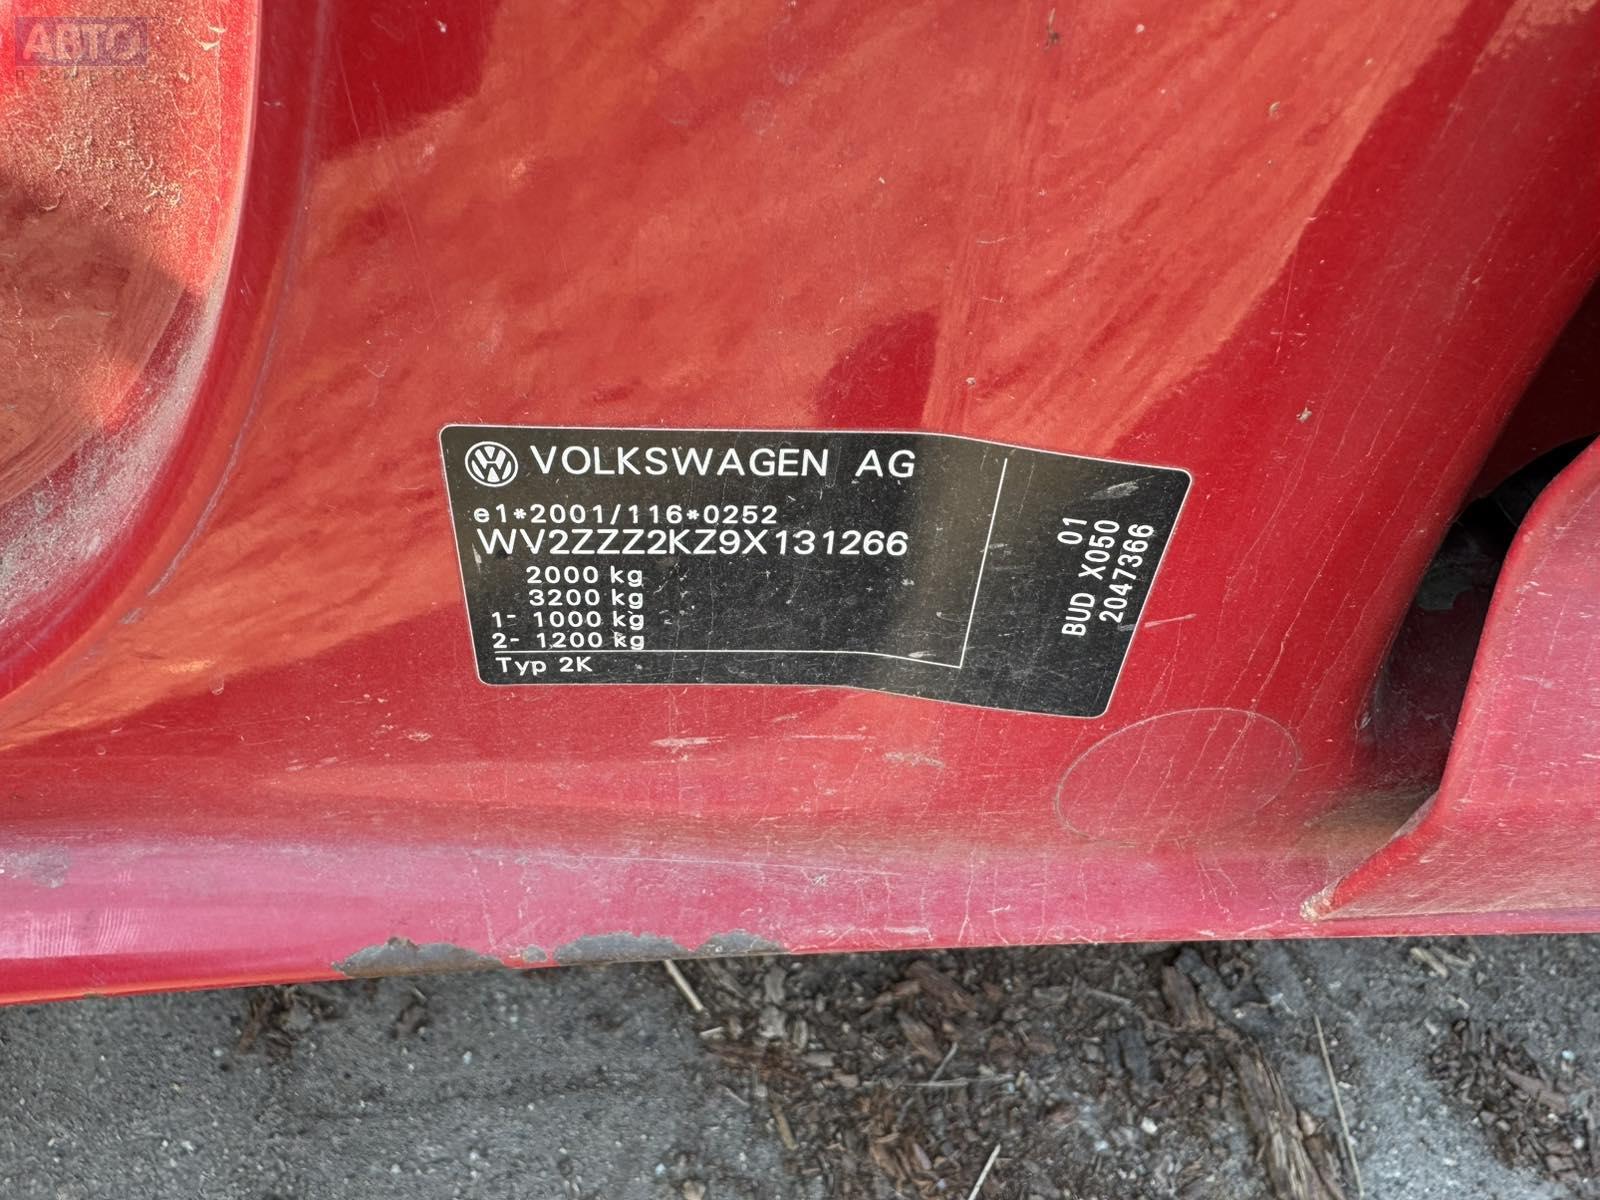 АВТО
ПРИВОЗ
VOLKSWAGEN AG
e1*2001/116*0252
WV2ZZZ2KZ9X131266
2000 kg
3200 kg
1- 1000 kg
2- 1200 kg
Typ 2K
01
BUD X050
2047366